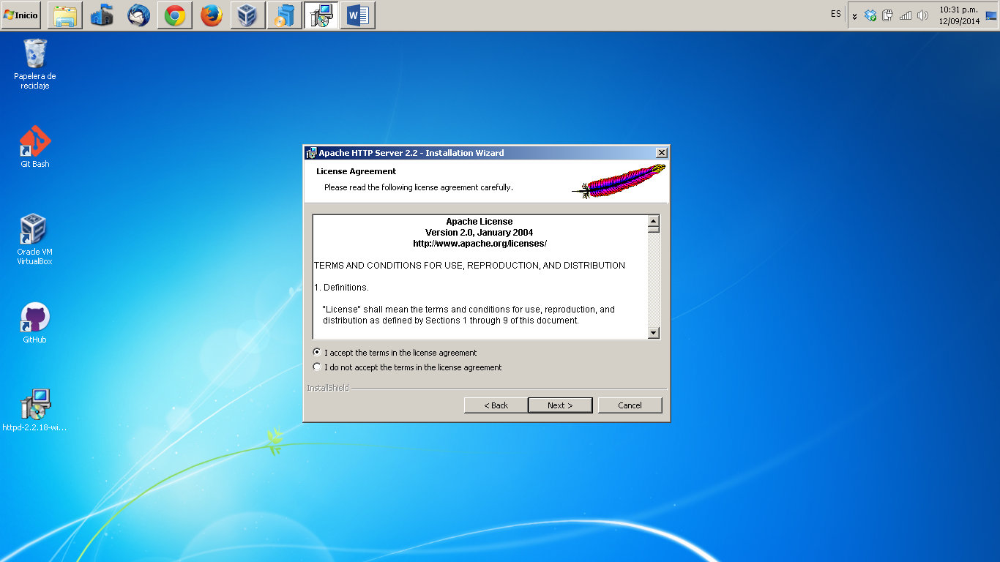 Inicio
ES
10:31 p.m.
12/09/2014
Papelera de
reciclaje
Git Bash
Oracle VM
VirtualBox
GitHub
httpd-2.2.18-wi...
Apache HTTP Server 2.2 - Installation Wizard
License Agreement
Please read the following license agreement carefully.
Apache License
Version 2.0, January 2004
http://www.apache.org/licenses/
TERMS AND CONDITIONS FOR USE, REPRODUCTION, AND DISTRIBUTION
1. Definitions.
"License" shall mean the terms and conditions for use, reproduction, and
distribution as defined by Sections 1 through 9 of this document.
I accept the terms in the license agreement
I do not accept the terms in the license agreement
InstallShield
< Back
Next >
Cancel